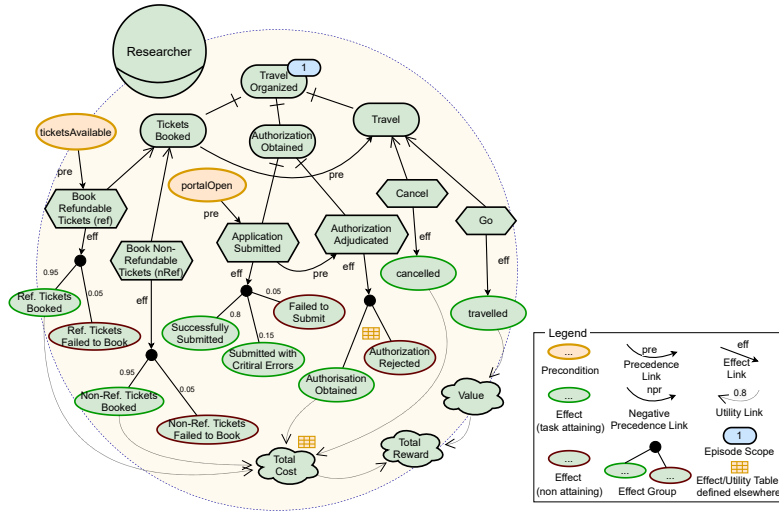 Researcher
1
Travel
Organized
ticketsAvailable
Tickets
Booked
Authorization
Obtained
Travel
pre
pre
portalOpen
Cancel
Book
Refundable
Tickets (ref)
pre
Go
Application
Submitted
Authorization
Adjudicated
eff
eff
Book Non-
Refundable
Tickets (nRef)
eff
pre
eff
eff
cancelled
0.95
0.05
eff
0.05
Ref. Tickets
Booked
0.8
Failed to
Submit
0.15
travelled
Ref. Tickets
Failed to Book
Successfully
Submitted
Submitted with
Critiral Errors
Authorization
Rejected
0.95
0.05
Authorisation
Obtained
Non-Ref. Tickets
Booked
Value
Non-Ref. Tickets
Failed to Book
Total
Cost
Total
Reward
Legend
...
Precondition
pre
Precedence
Link
eff
Effect
Link
...
Effect
(task attaining)
npr
Negative
Precedence Link
0.8
Utility Link
1
Episode Scope
...
Effect
(non attaining)
...
...
Effect Group
Effect/Utility Table
defined elsewhere